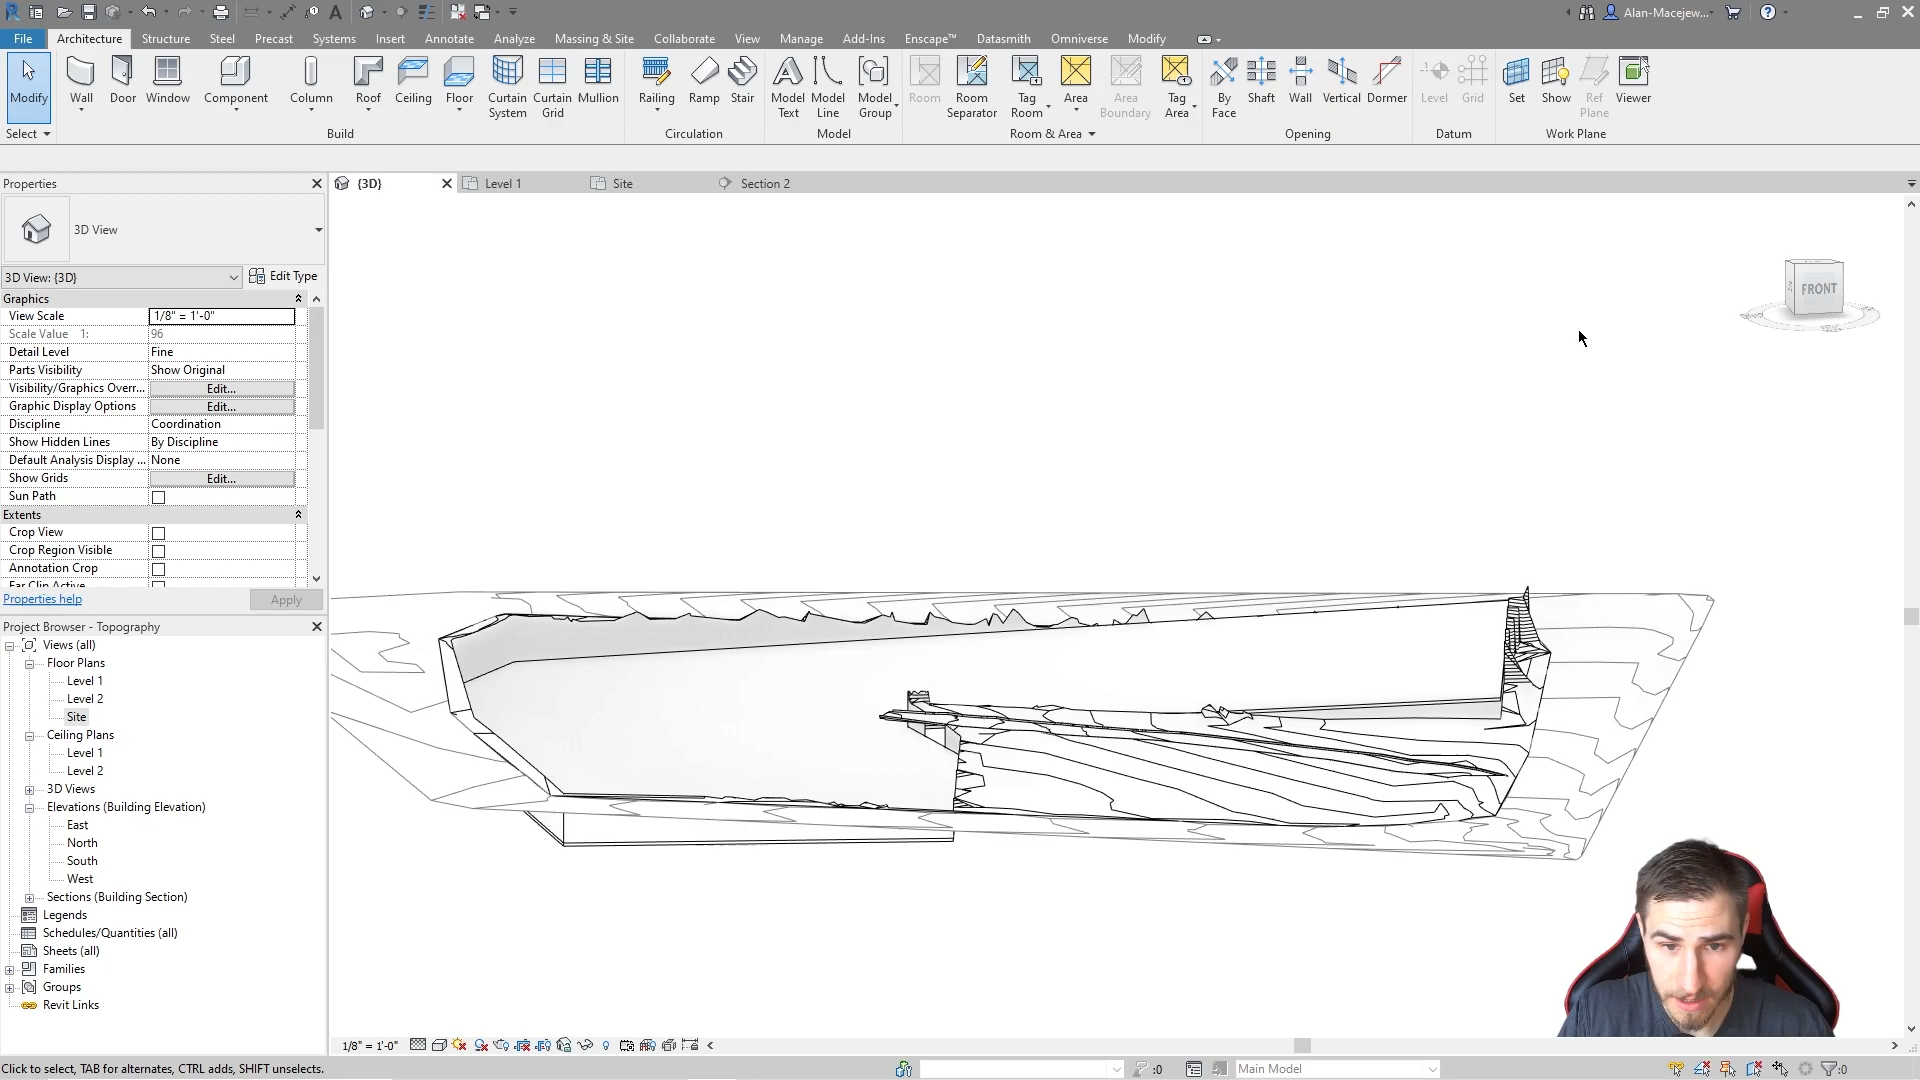 Alan-Macejew...
File Architecture Structure Steel Precast Systems Insert Annotate Analyze Massing & Site Collaborate View Manage Add-Ins Enscape™ Datasmith Omniverse Modify
Modify Wall Door Window Component Column Roof Ceiling Floor Curtain System Curtain Grid Mullion Railing Ramp Stair Model Text Model Line Model Group Room Room Separator Tag Room Area Area Boundary Tag Area By Face Shaft Wall Vertical Dormer Level Grid Set Show Ref Plane Viewer
Select Build Circulation Model Room & Area Opening Datum Work Plane
Properties
{3D} Level 1 Site Section 2
3D View
3D View: {3D} Edit Type
Graphics
View Scale 1/8" = 1'-0"
Scale Value 1: 96
Detail Level Fine
Parts Visibility Show Original
Visibility/Graphics Overr... Edit...
Graphic Display Options Edit...
Discipline Coordination
Show Hidden Lines By Discipline
Default Analysis Display ... None
Show Grids Edit...
Sun Path
Extents
Crop View
Crop Region Visible
Annotation Crop
Far Clip Active
Properties help Apply
FRONT
Project Browser - Topography
Views (all)
Floor Plans
Level 1
Level 2
Site
Ceiling Plans
Level 1
Level 2
3D Views
Elevations (Building Elevation)
East
North
South
West
Sections (Building Section)
Legends
Schedules/Quantities (all)
Sheets (all)
Families
Groups
Revit Links
1/8" = 1'-0"
Click to select, TAB for alternates, CTRL adds, SHIFT unselects.
:0 Main Model :0